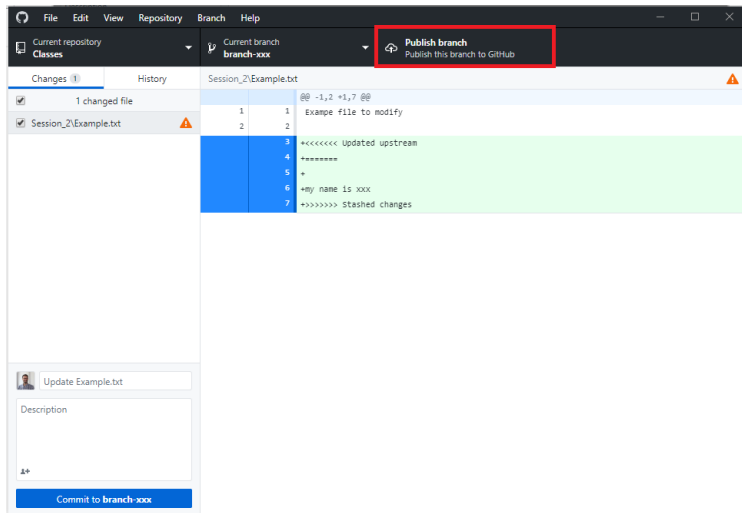 File Edit View Repository Branch Help
Current repository
Classes
Current branch
branch-xxx
Publish branch
Publish this branch to GitHub
Changes 1 History
Session_2\Example.txt
1 changed file
Session_2\Example.txt
@@ -1,2 +1,7 @@
1 1 Exampe file to modify
2 2
3 +<<<<<<< Updated upstream
4 +=======
5 +
6 +my name is xxx
7 +>>>>>>> Stashed changes
Update Example.txt
Description
Commit to branch-xxx